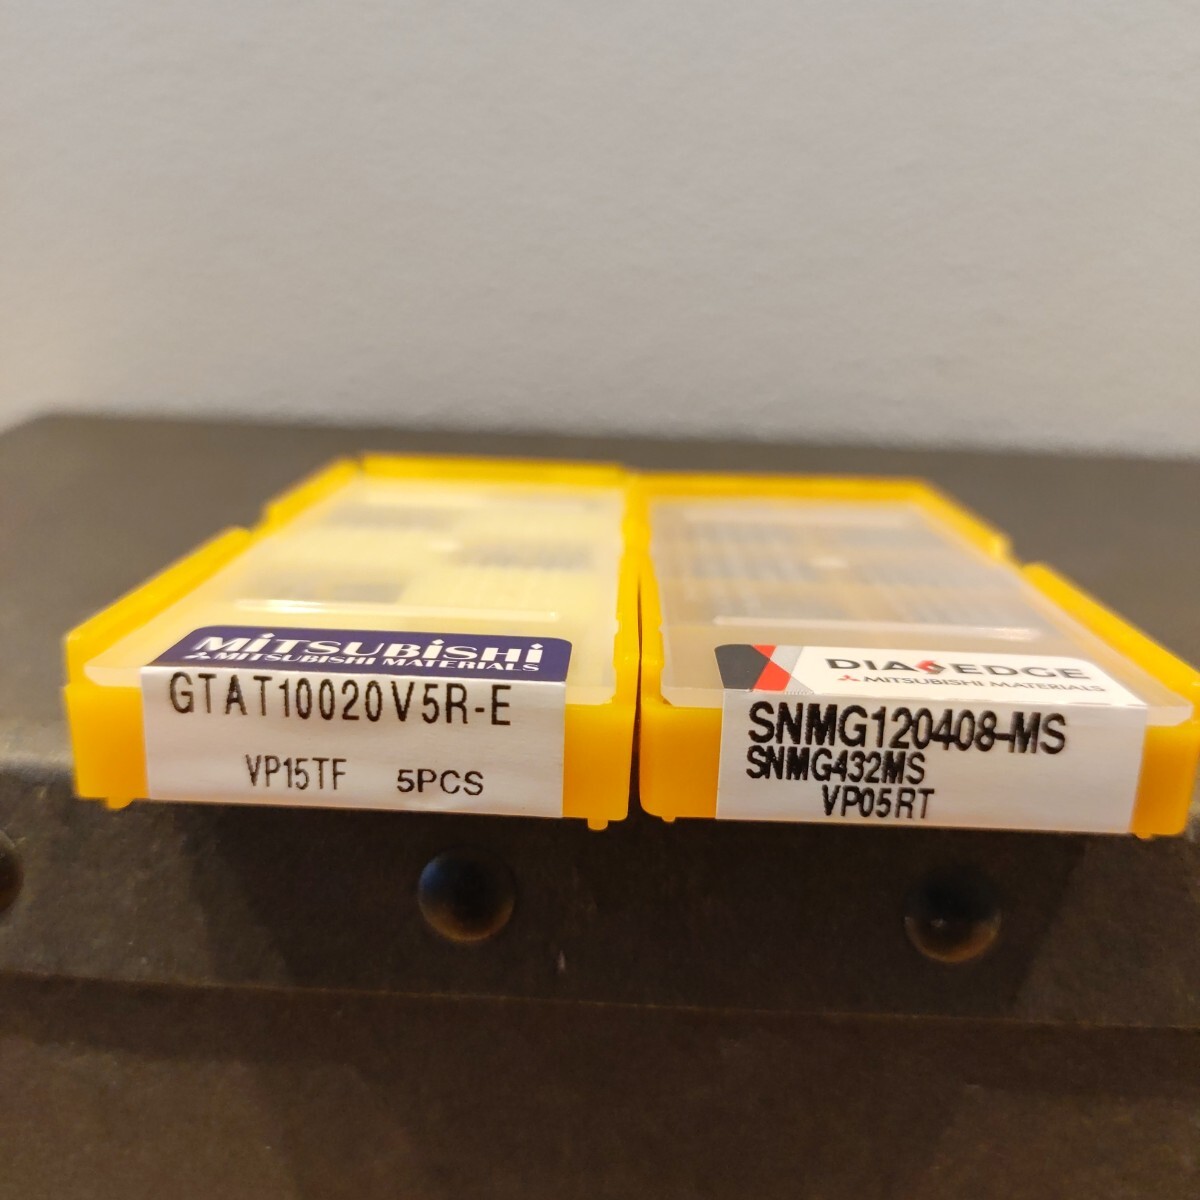 MiTSUBiSHi
MITSUBISHI MATERIALS
GTAT10020V5R-E
VP15TF 5PCS
DIAEDGE
MITSUBISHI MATERIALS
SNMG120408-MS
SNMG432MS
VP05RT